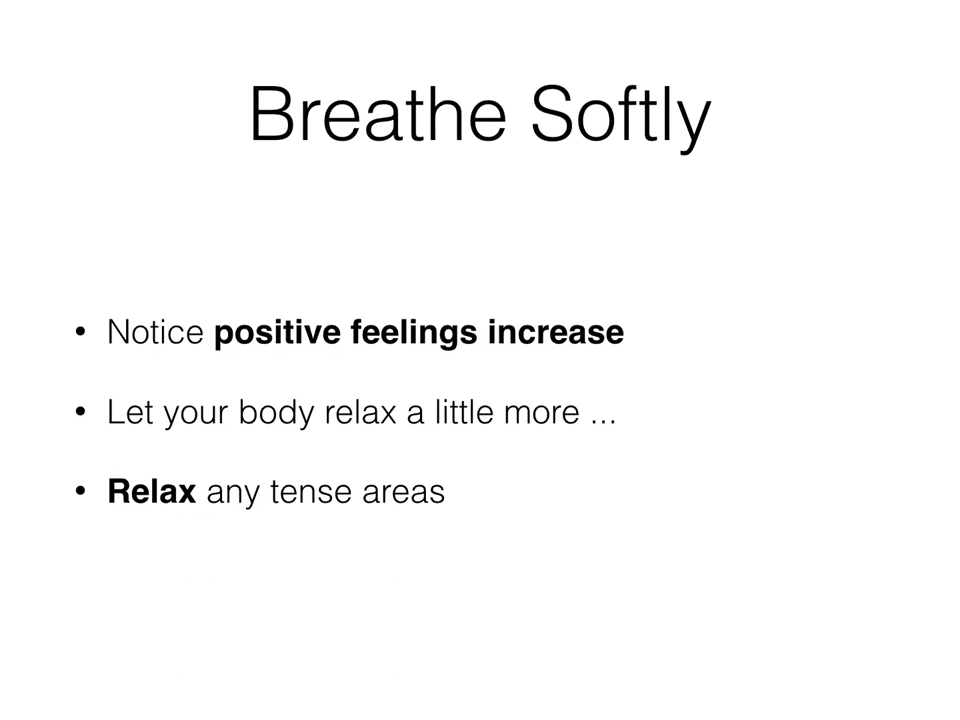 Breathe Softly
• Notice positive feelings increase
• Let your body relax a little more ...
• Relax any tense areas